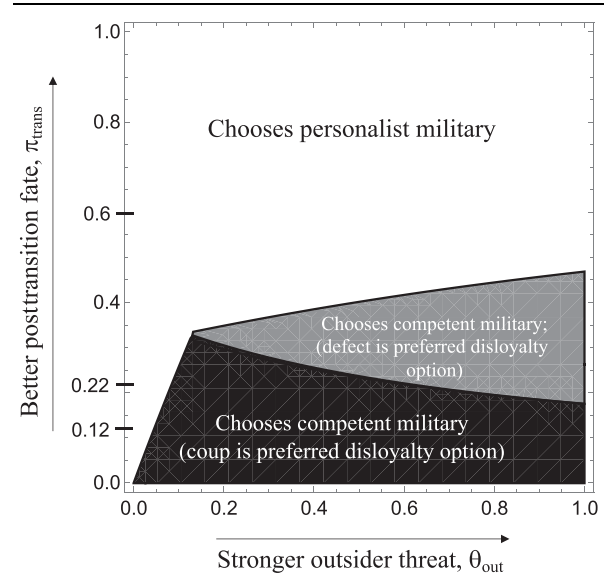 1.0
0.8
0.6
0.4
0.22
0.12
0.0
Better posttransition fate, π_trans
Chooses personalist military
Chooses competent military;
(defect is preferred disloyalty
option)
Chooses competent military
(coup is preferred disloyalty option)
0.0 0.2 0.4 0.6 0.8 1.0
Stronger outsider threat, θ_out